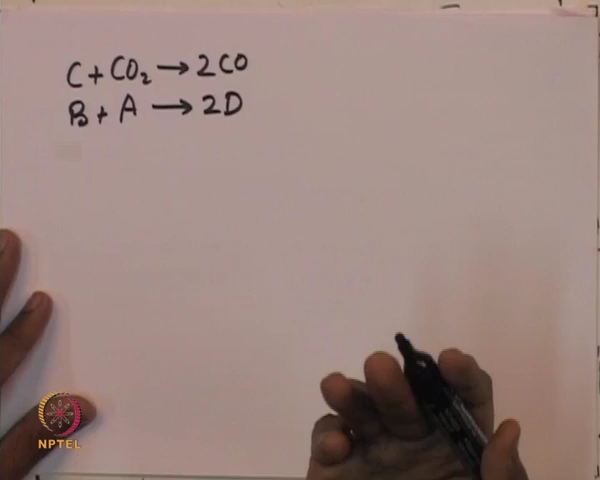 C + CO₂ → 2CO
B + A → 2D
NPTEL